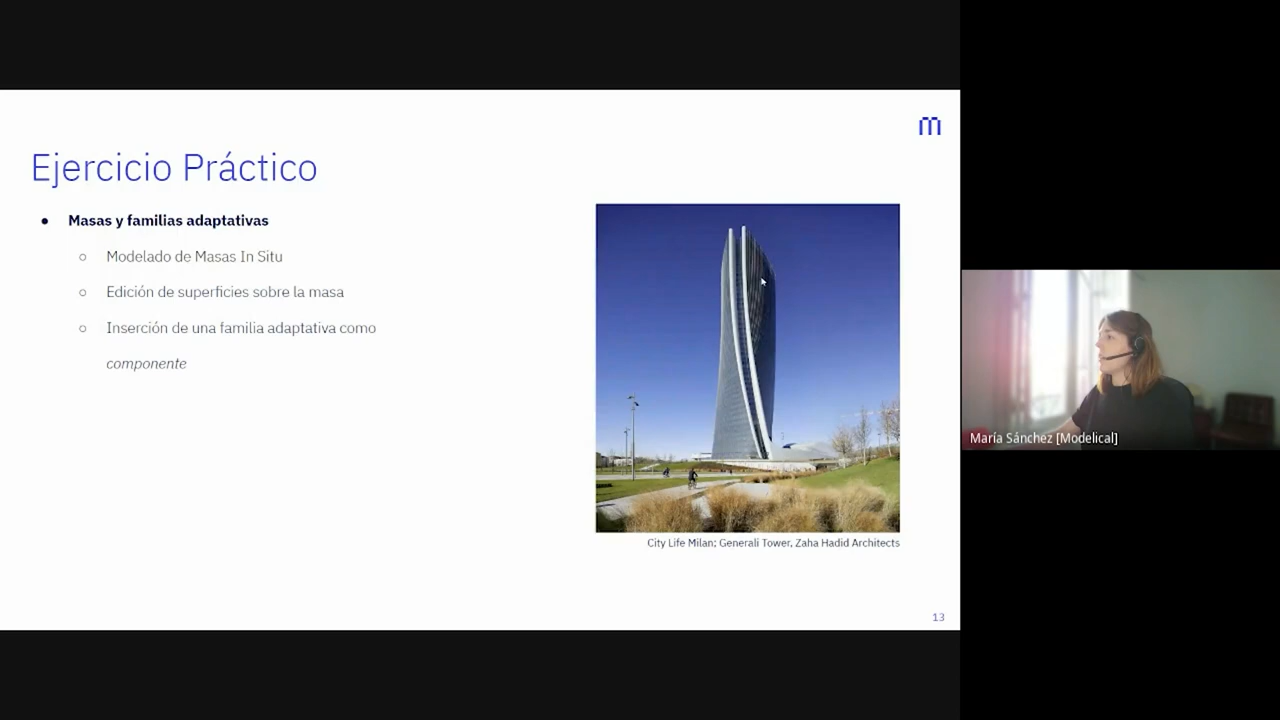 Ejercicio Práctico
● Masas y familias adaptativas
○ Modelado de Masas In Situ
○ Edición de superficies sobre la masa
○ Inserción de una familia adaptativa como
componente
City Life Milan; Generali Tower, Zaha Hadid Architects
13
María Sánchez [Modelical]